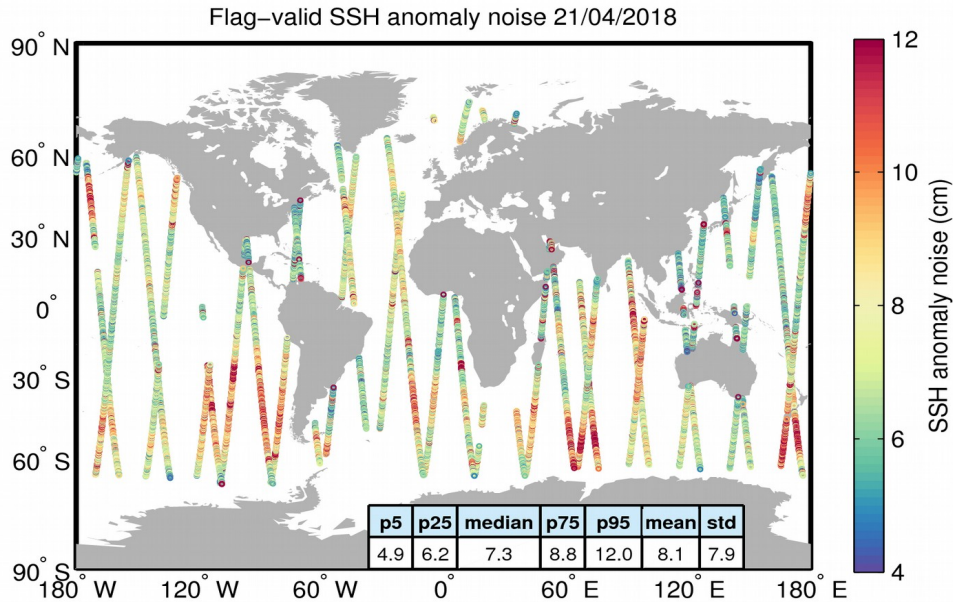 Flag−valid SSH anomaly noise 21/04/2018
90° N
60° N
30° N
0°
30° S
60° S
90° S
180° W
120° W
60° W
0°
60° E
120° E
180° E
12
10
8
6
4
SSH anomaly noise (cm)
p5 p25 median p75 p95 mean std
4.9 6.2 7.3 8.8 12.0 8.1 7.9